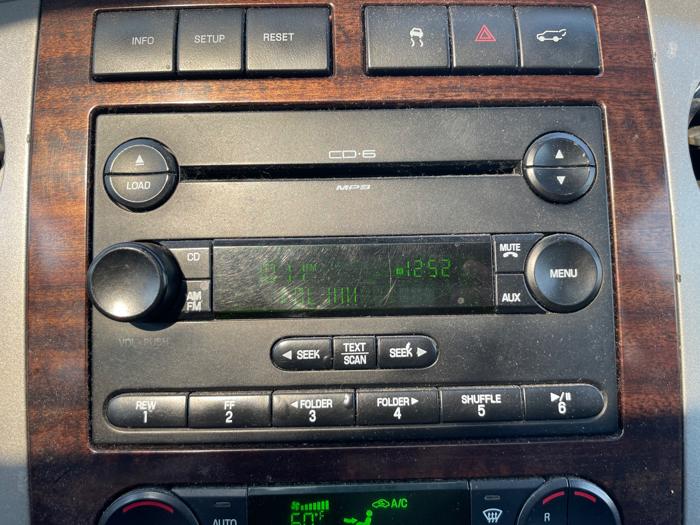 INFO SETUP RESET
CD·6
LOAD
MP3
CD
MUTE
12:52
MENU
AM
FM
AUX
VOL-PUSH
SEEK TEXT SCAN SEEK
REW 1 FF 2 FOLDER 3 FOLDER 4 SHUFFLE 5 6
A/C
AUTO
60°F
R